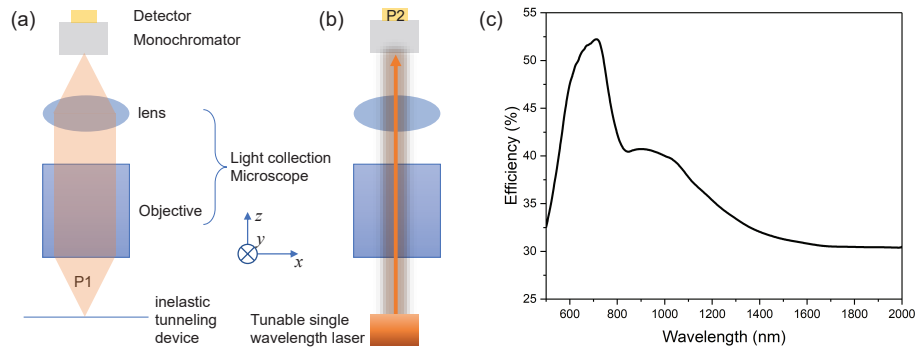 (a)
Detector
Monochromator
lens
Light collection
Microscope
Objective
P1
z
y
x
inelastic
tunneling
device
(b)
P2
Tunable single
wavelength laser
(c)
Efficiency (%)
55
50
45
40
35
30
25
600 800 1000 1200 1400 1600 1800 2000
Wavelength (nm)